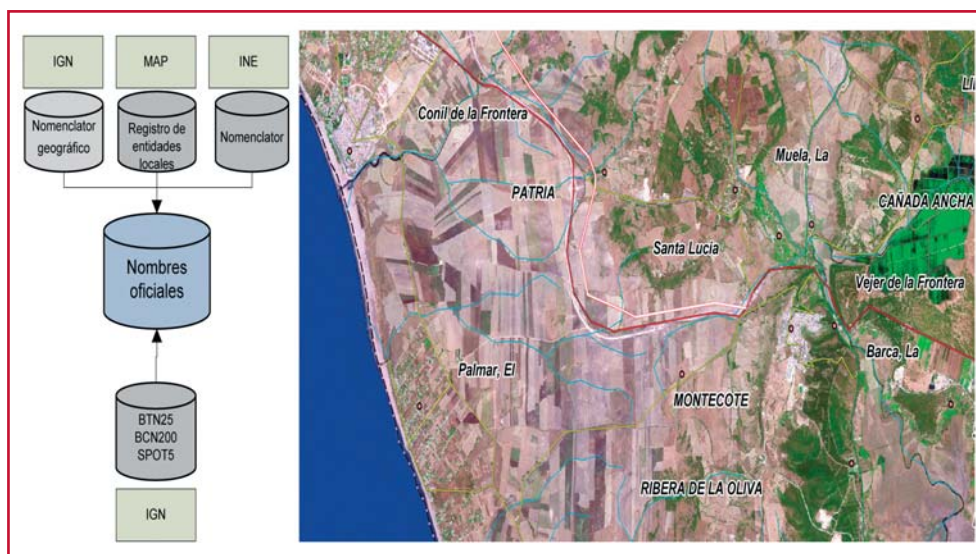 IGN
MAP
INE
Nomenclator
geográfico
Registro de
entidades
locales
Nomenclator
Nombres
oficiales
BTN25
BCN200
SPOT5
IGN
Conil de la Frontera
Muela, La
PATRIA
CAÑADA ANCHA
Santa Lucía
Vejer de la Frontera
Barca, La
Palmar, El
MONTECOTE
RIBERA DE LA OLIVA